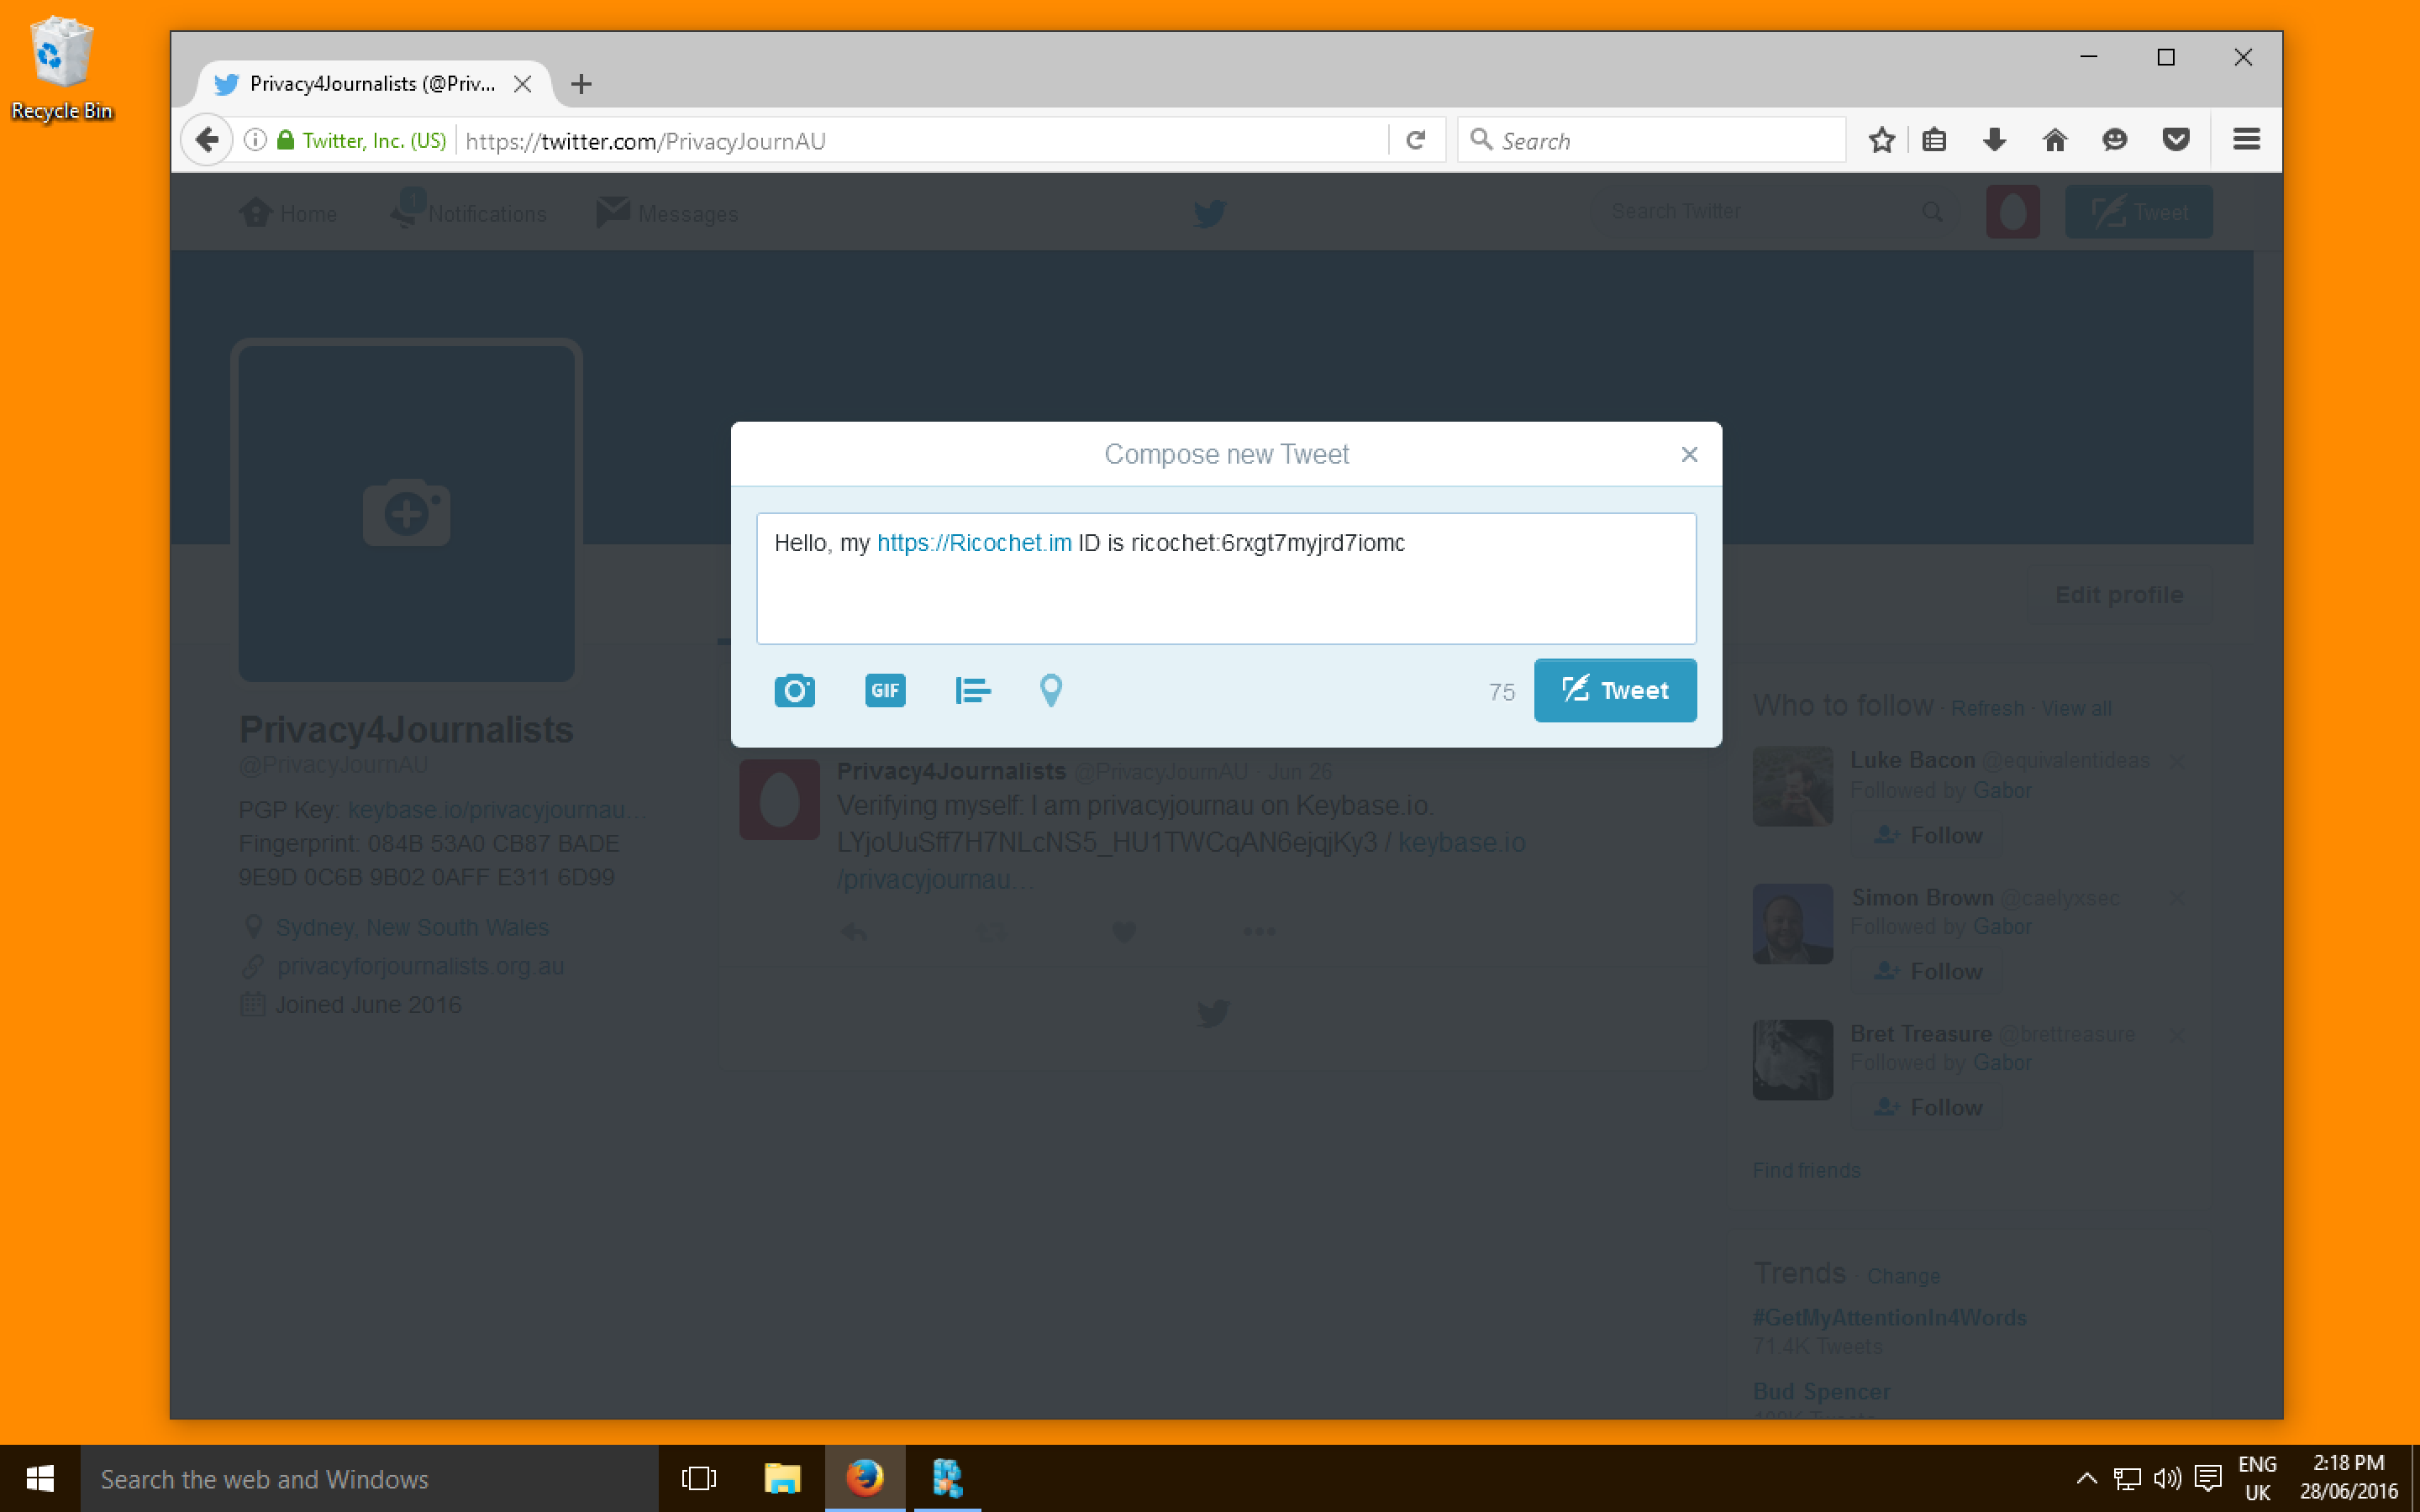 Recycle Bin
Privacy4Journalists (@Priv...
Twitter, Inc. (US)
https://twitter.com/PrivacyJournAU
Search
Home
1
Notifications
Messages
Search Twitter
Tweet
Compose new Tweet
Hello, my https://Ricochet.im ID is ricochet:6rxgt7myjrd7iomc
GIF
75
Tweet
Edit profile
Privacy4Journalists
@PrivacyJournAU
PGP Key: keybase.io/privacyjournau...
Fingerprint: 084B 53A0 CB87 BADE
9E9D 0C6B 9B02 0AFF E311 6D99
Sydney, New South Wales
privacyforjournalists.org.au
Joined June 2016
Privacy4Journalists @PrivacyJournAU · Jun 26
Verifying myself: I am privacyjournau on Keybase.io.
LYjoUuSff7H7NLcNS5_HU1TWCqAN6ejqjKy3 / keybase.io
/privacyjournau...
Who to follow · Refresh · View all
Luke Bacon @equivalentideas
Followed by Gabor
Follow
Simon Brown @caelyxsec
Followed by Gabor
Follow
Bret Treasure @brettreasure
Followed by Gabor
Follow
Find friends
Trends · Change
#GetMyAttentionIn4Words
71.4K Tweets
Bud Spencer
Search the web and Windows
ENG
UK
2:18 PM
28/06/2016